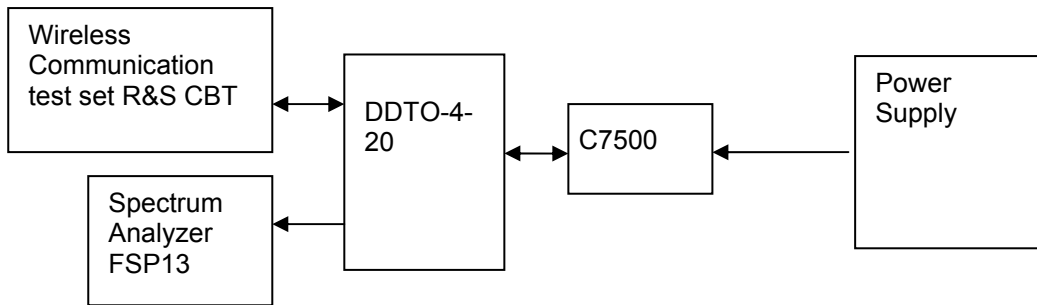 Wireless
Communication
test set R&S CBT
DDTO-4-
20
C7500
Power
Supply
Spectrum
Analyzer
FSP13